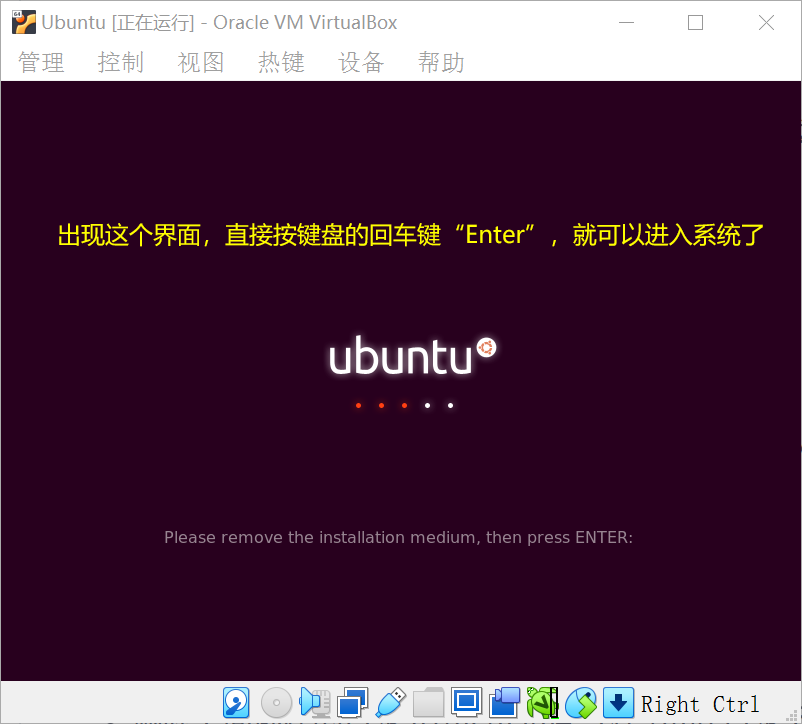 Ubuntu [正在运行] - Oracle VM VirtualBox
管理 控制 视图 热键 设备 帮助
出现这个界面，直接按键盘的回车键“Enter”，就可以进入系统了
ubuntu
Please remove the installation medium, then press ENTER:
Right Ctrl